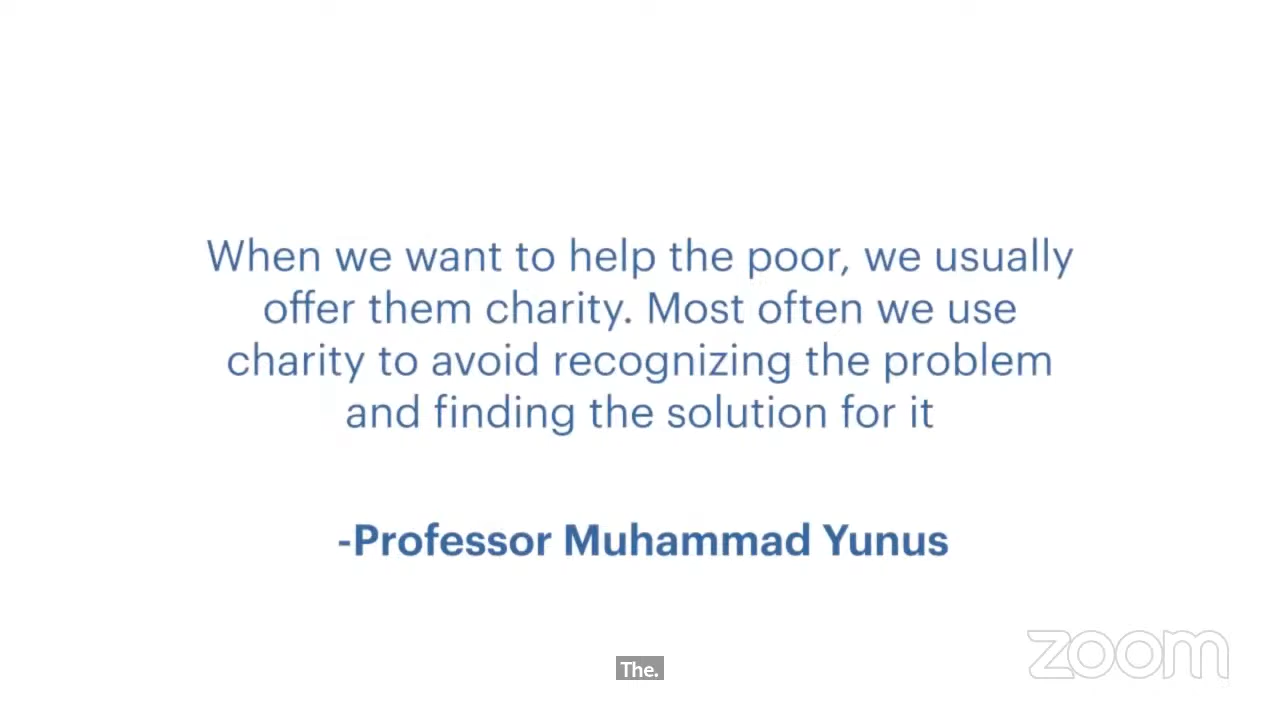 When we want to help the poor, we usually
offer them charity. Most often we use
charity to avoid recognizing the problem
and finding the solution for it
-Professor Muhammad Yunus
zoom
The.